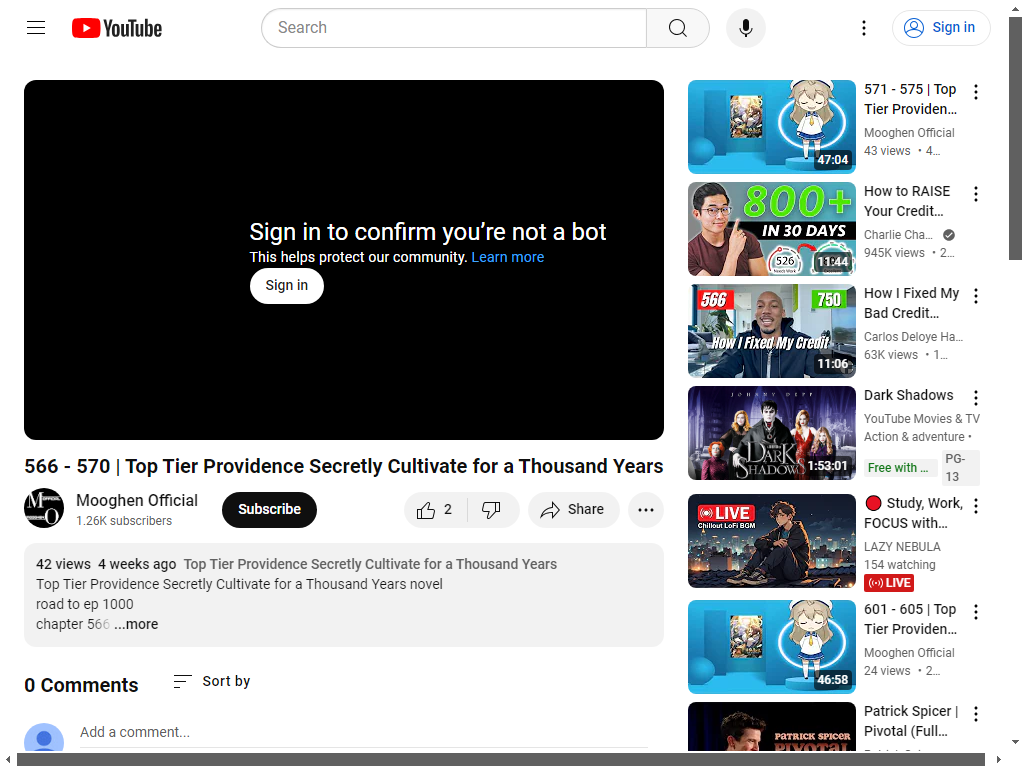 YouTube
Search
Sign in
Sign in to confirm you’re not a bot
This helps protect our community. Learn more
Sign in
566 - 570 | Top Tier Providence Secretly Cultivate for a Thousand Years
Mooghen Official
1.26K subscribers
Subscribe
2
Share
42 views 4 weeks ago Top Tier Providence Secretly Cultivate for a Thousand Years
Top Tier Providence Secretly Cultivate for a Thousand Years novel
road to ep 1000
chapter 566 ...more
0 Comments
Sort by
Add a comment...
47:04
571 - 575 | Top
Tier Providen...
Mooghen Official
43 views • 4...
800+
IN 30 DAYS
526
11:44
How to RAISE
Your Credit...
Charlie Cha...
945K views • 2...
566
750
How I Fixed My Credit
11:06
How I Fixed My
Bad Credit...
Carlos Deloye Ha...
63K views • 1...
JOHNNY DEPP
DARK
SHADOWS
1:53:01
Dark Shadows
YouTube Movies & TV
Action & adventure •
Free with ...
PG-
13
LIVE
Chillout LoFi BGM
🔴 Study, Work,
FOCUS with...
LAZY NEBULA
154 watching
LIVE
46:58
601 - 605 | Top
Tier Providen...
Mooghen Official
24 views • 2...
PATRICK SPICER
PIVOTAL
Patrick Spicer |
Pivotal (Full...